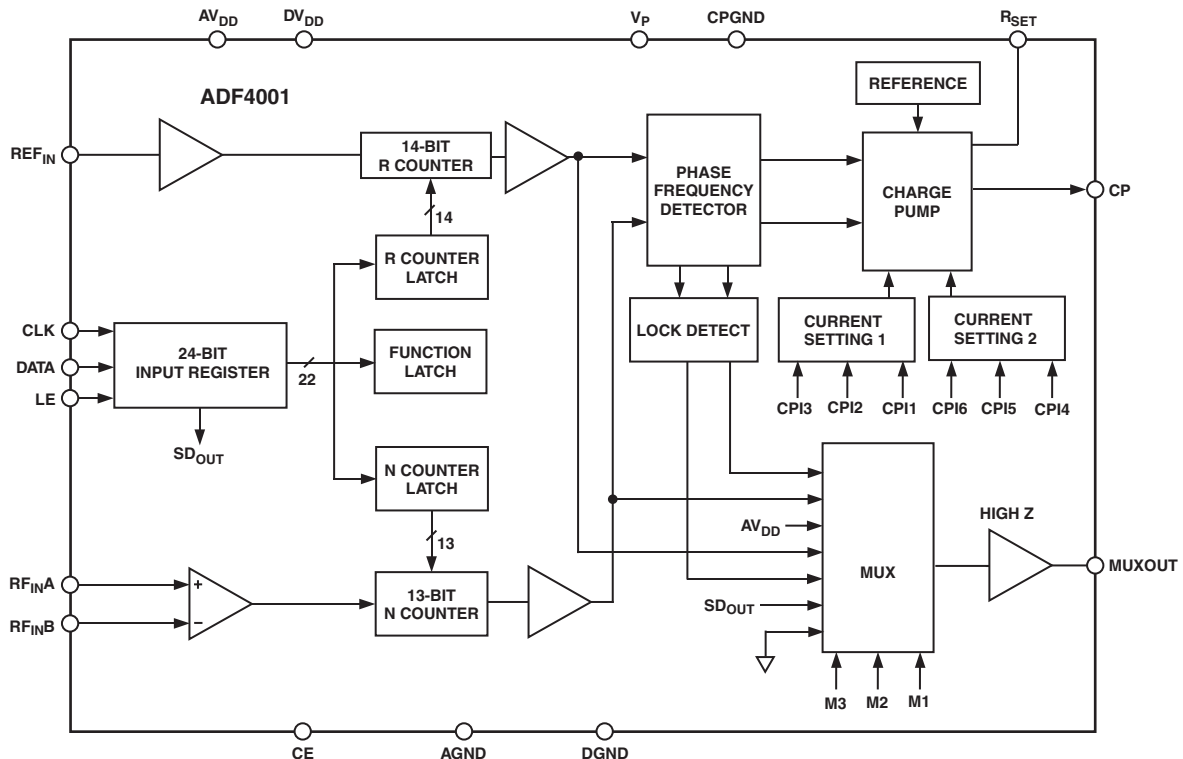 AVDD
DVDD
VP
CPGND
RSET
ADF4001
REFERENCE
REFIN
14-BIT
R COUNTER
PHASE
FREQUENCY
DETECTOR
CHARGE
PUMP
CP
14
R COUNTER
LATCH
CLK
DATA
LE
24-BIT
INPUT REGISTER
22
FUNCTION
LATCH
LOCK DETECT
CURRENT
SETTING 1
CURRENT
SETTING 2
CPI3
CPI2
CPI1
CPI6
CPI5
CPI4
SDOUT
N COUNTER
LATCH
13
AVDD
HIGH Z
MUX
MUXOUT
RFINA
+
RFINB
−
13-BIT
N COUNTER
SDOUT
M3
M2
M1
CE
AGND
DGND